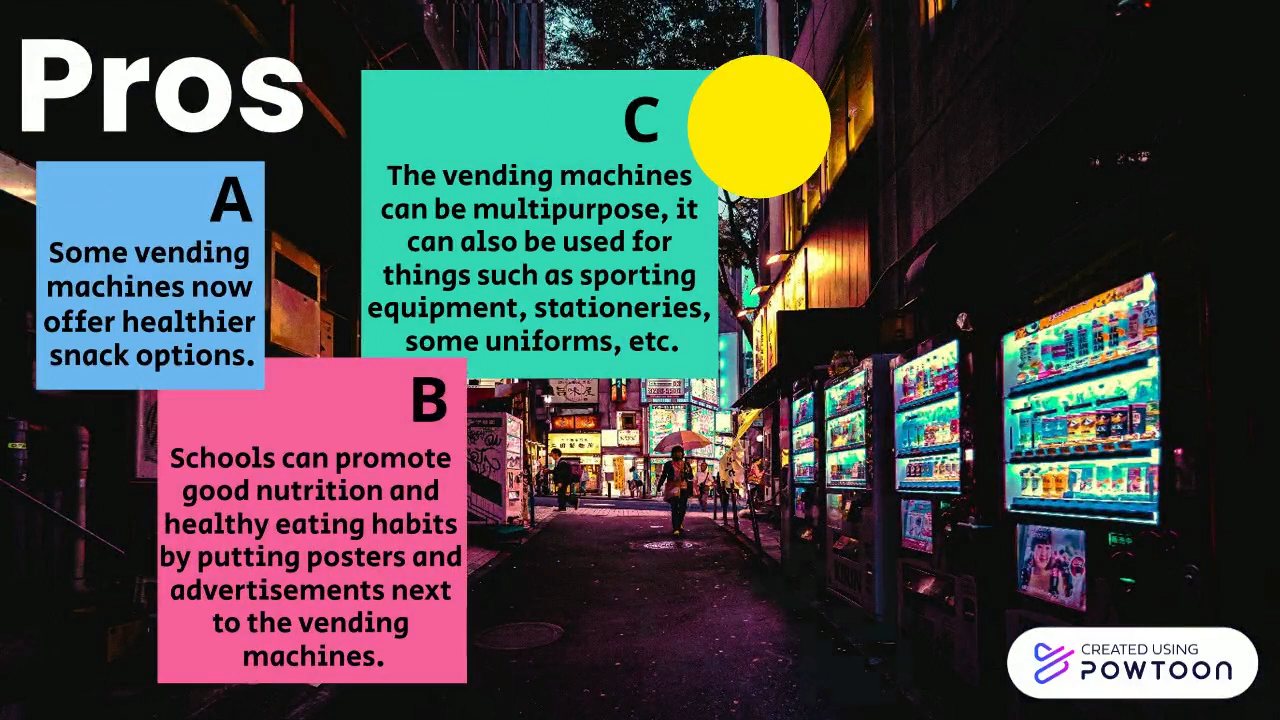 Pros
A
Some vending
machines now
offer healthier
snack options.
B
Schools can promote
good nutrition and
healthy eating habits
by putting posters and
advertisements next
to the vending
machines.
C
The vending machines
can be multipurpose, it
can also be used for
things such as sporting
equipment, stationeries,
some uniforms, etc.
CREATED USING
POWTOON